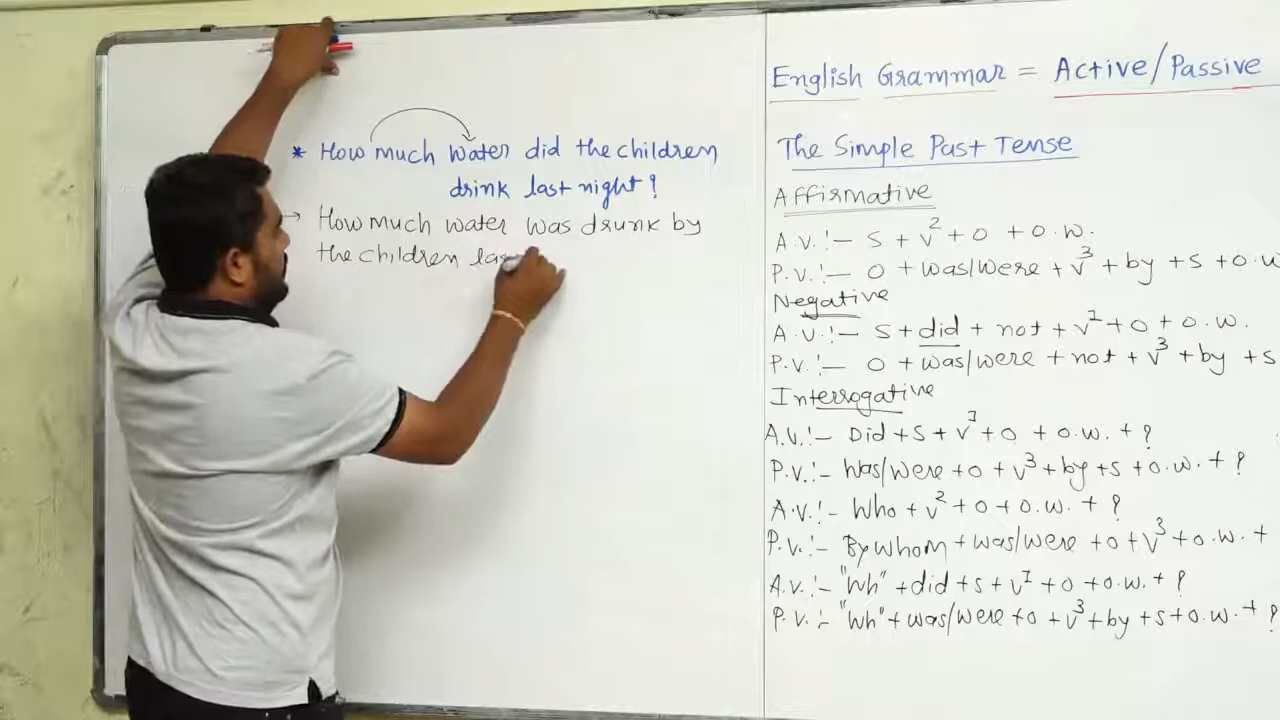 * How much water did the children
drink last night?
→ How much water was drunk by
the children las
English Grammar = Active/Passive
The Simple Past Tense
Affirmative
A.V.:- S + V² + O + O.W.
P.V.:- O + was/were + V³ + by + S + O.W
Negative
A.V.:- S + did + not + V¹ + O + O.W.
P.V.:- O + was/were + not + V³ + by + S
Interrogative
A.V.:- Did + S + V¹ + O + O.W. + ?
P.V.:- Was/were + O + V³ + by + S + O.W. + ?
A.V.:- Who + V² + O + O.W. + ?
P.V.:- By whom + was/were + O + V³ + O.W. +
A.V.:- "Wh" + did + S + V¹ + O + O.W. + ?
P.V.:- "Wh" + was/were + O + V³ + by + S + O.W. + ?